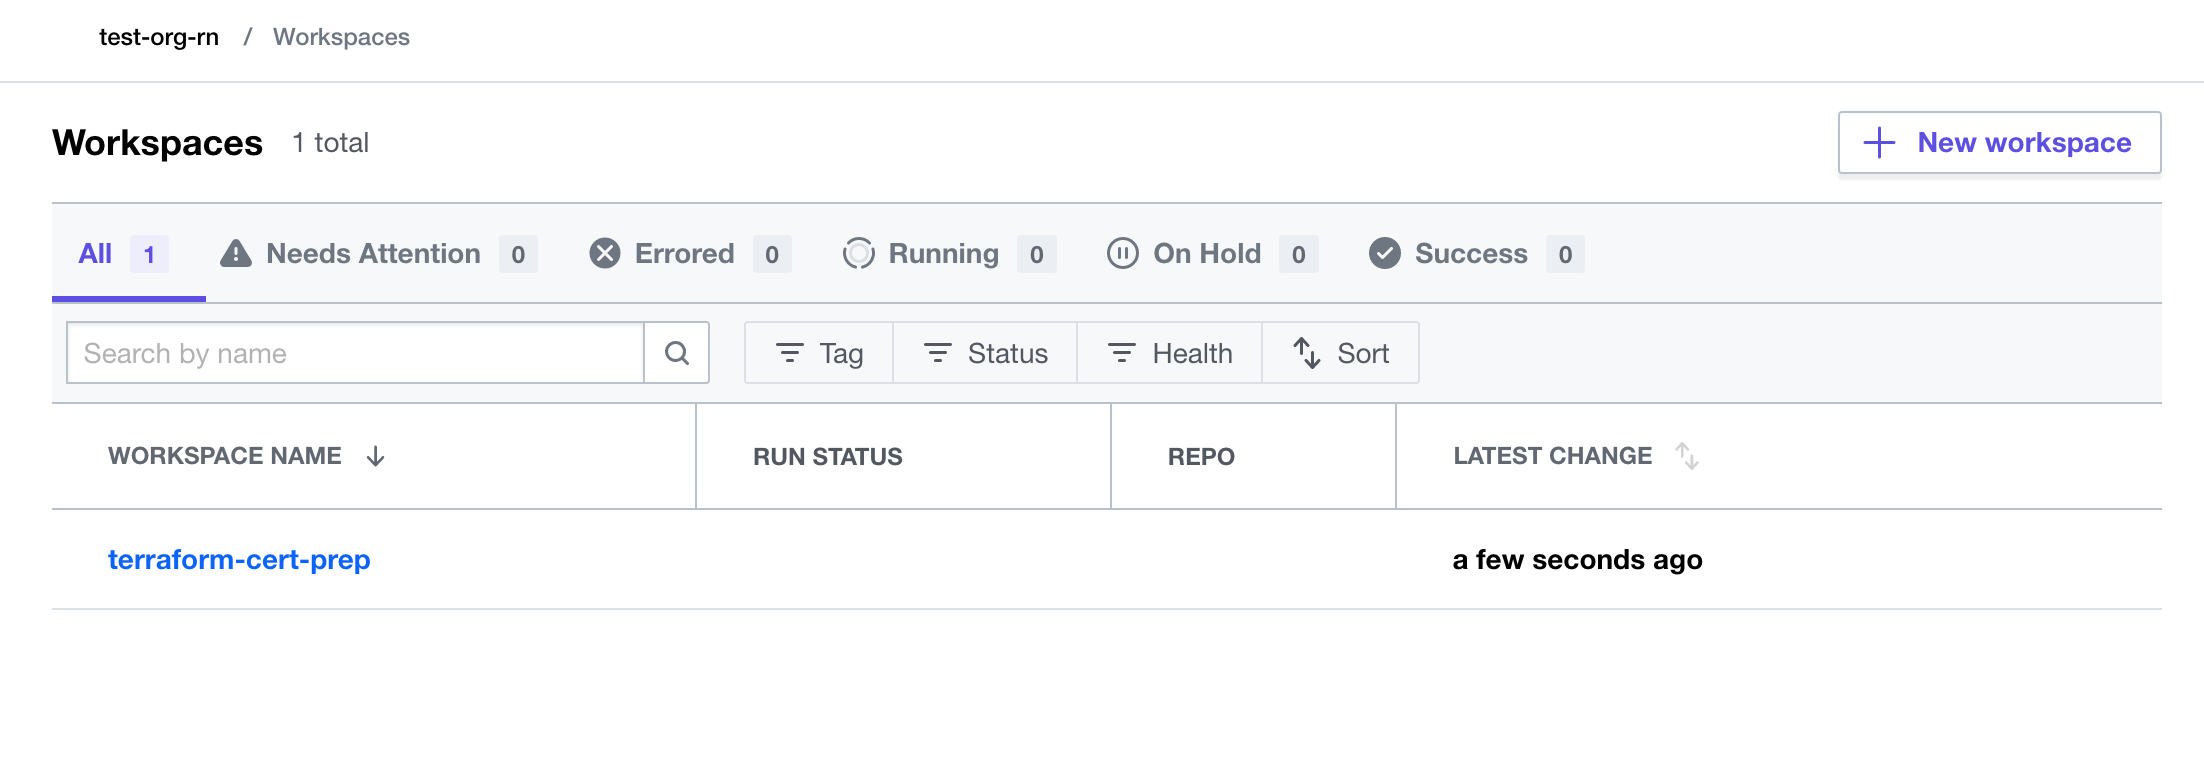 test-org-rn / Workspaces
Workspaces 1 total
New workspace
All 1 Needs Attention 0 Errored 0 Running 0 On Hold 0 Success 0
Search by name Tag Status Health Sort
WORKSPACE NAME RUN STATUS REPO LATEST CHANGE
terraform-cert-prep a few seconds ago